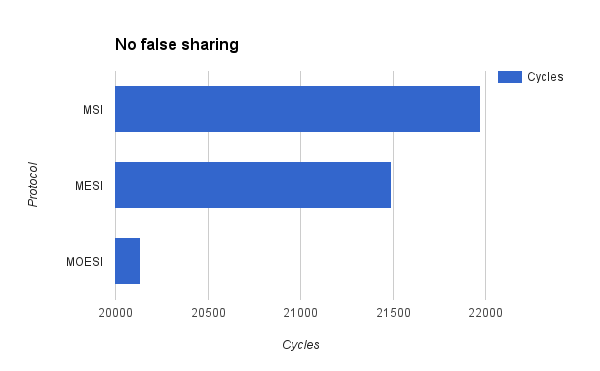 No false sharing
Cycles
MSI
MESI
MOESI
Protocol
20000 20500 21000 21500 22000
Cycles